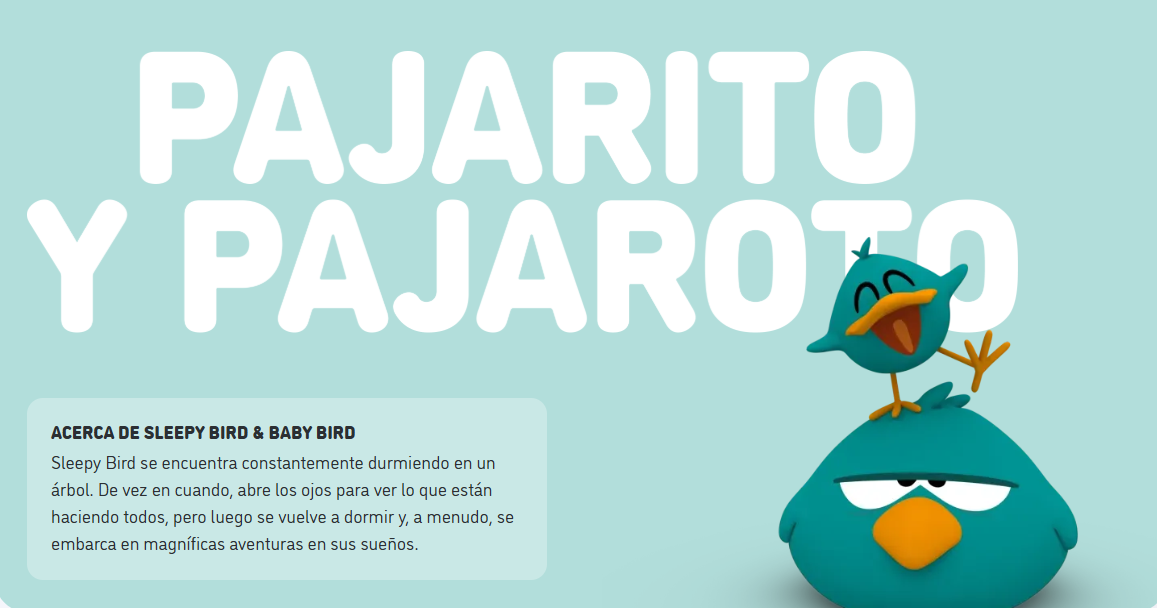 PAJARITO
Y PAJAROTO
ACERCA DE SLEEPY BIRD & BABY BIRD
Sleepy Bird se encuentra constantemente durmiendo en un
árbol. De vez en cuando, abre los ojos para ver lo que están
haciendo todos, pero luego se vuelve a dormir y, a menudo, se
embarca en magníficas aventuras en sus sueños.